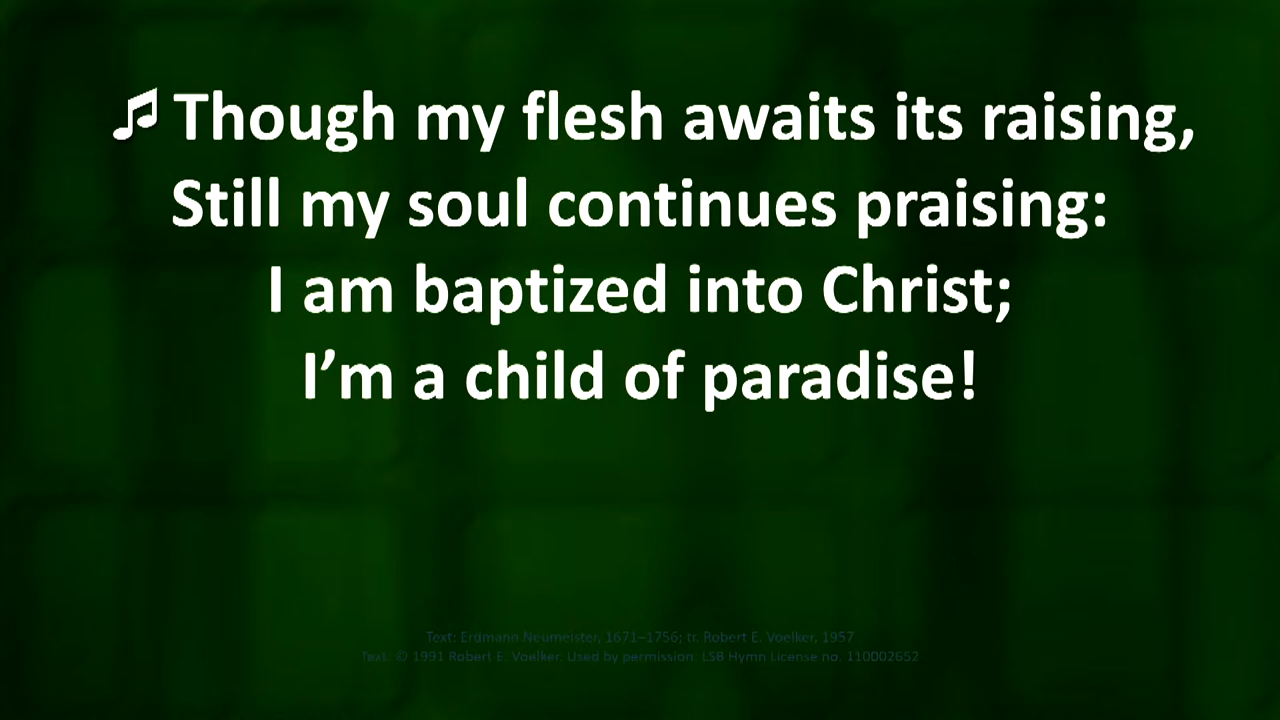 ♫ Though my flesh awaits its raising,
Still my soul continues praising:
I am baptized into Christ;
I’m a child of paradise!
Text: Erdmann Neumeister, 1671–1756; tr. Robert E. Voelker, 1957
Text: © 1991 Robert E. Voelker. Used by permission: LSB Hymn License no. 110002652